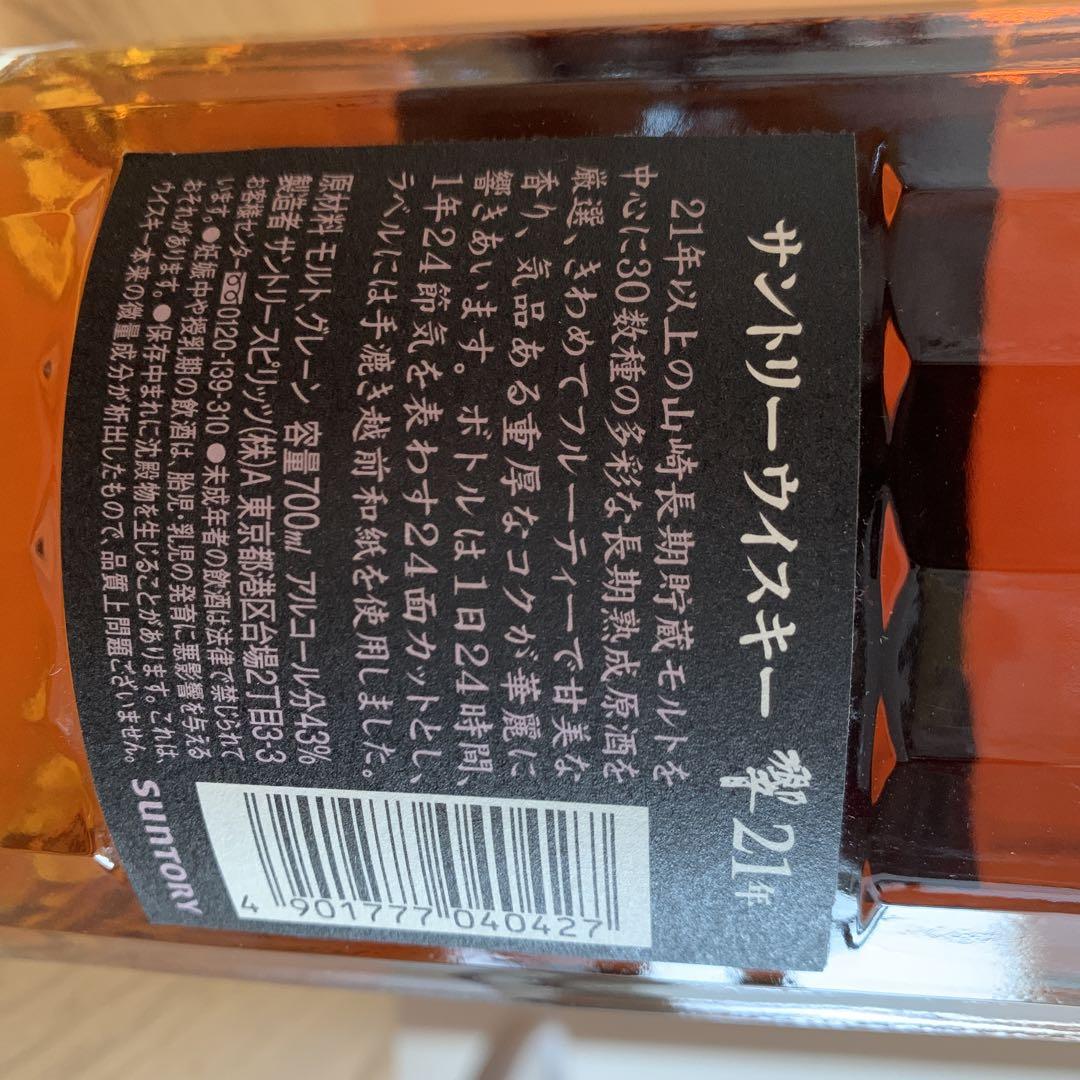 サントリーウイスキー 響 21年
21年以上の山崎長期貯蔵モルトを
中心に30数種の多彩な長期熟成原酒を
厳選、きわめてフルーティーで甘美な
香り、気品ある重厚なコクが華麗に
響きあいます。ボトルは1日24時間、
1年24節気を表わす24面カットとし、
ラベルには手漉き越前和紙を使用しました。
原材料 モルト、グレーン 容量700ml アルコール分43%
製造者 サントリースピリッツ(株)A 東京都港区台場2丁目3-3
お客様センター 0120-139-310 ●未成年者の飲酒は法律で禁じられて
います。●妊娠中や授乳期の飲酒は、胎児・乳児の発育に悪影響を与える
おそれがあります。●保存中まれに沈殿物を生じることがあります。これは、
ウイスキー本来の微量成分が析出したもので、品質上問題ございません。
SUNTORY
4 901777 040427